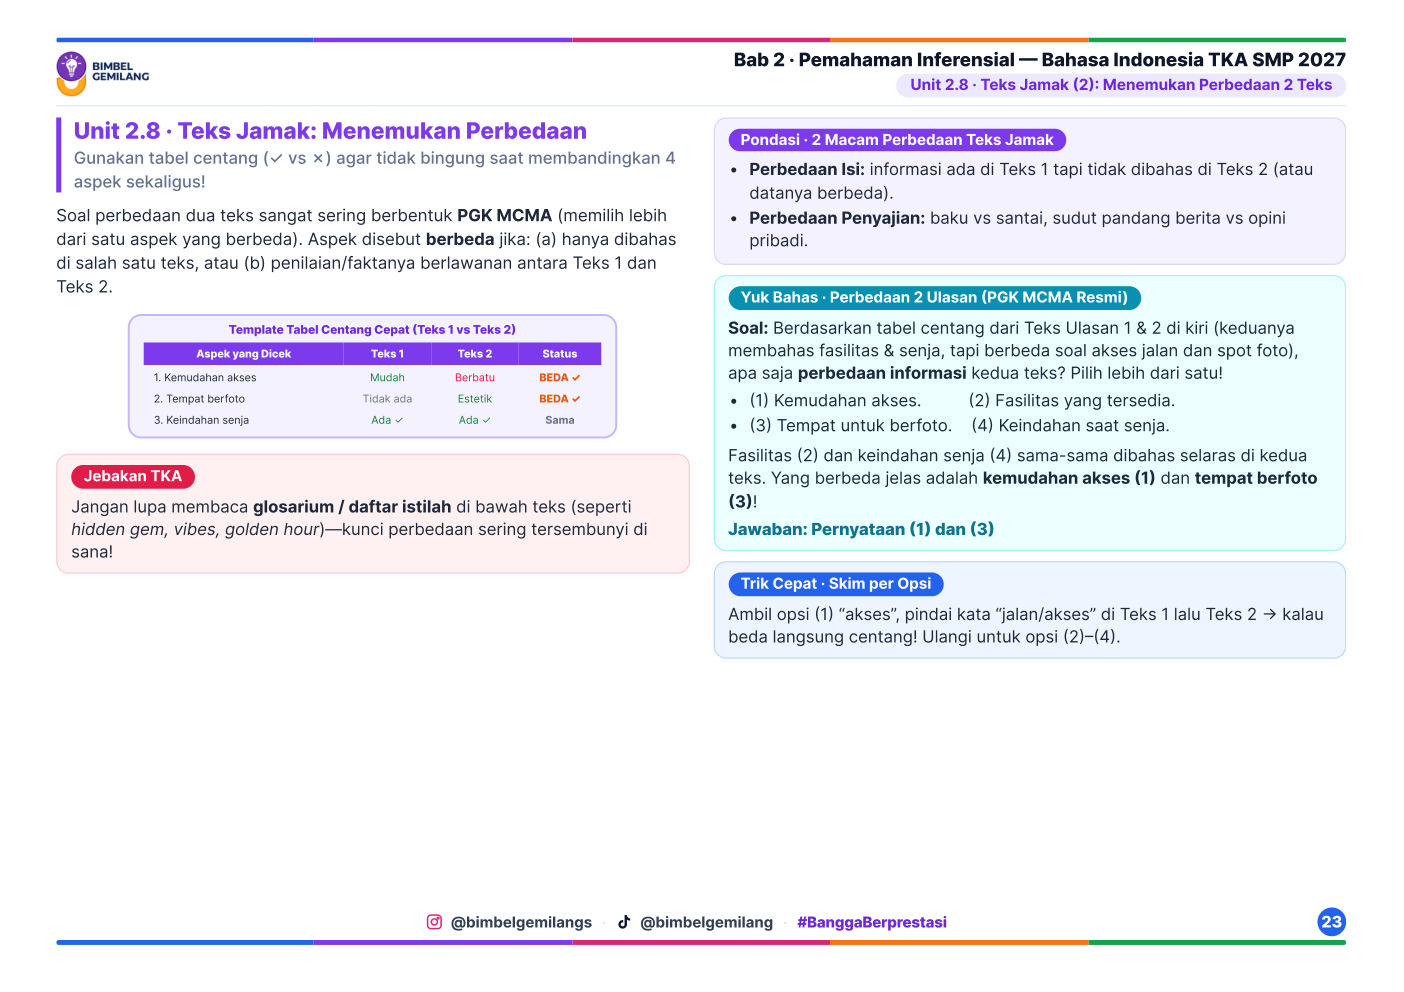 BIMBEL
GEMILANG
Bab 2 · Pemahaman Inferensial — Bahasa Indonesia TKA SMP 2027
Unit 2.8 · Teks Jamak (2): Menemukan Perbedaan 2 Teks
Unit 2.8 · Teks Jamak: Menemukan Perbedaan
Gunakan tabel centang (✓ vs ×) agar tidak bingung saat membandingkan 4
aspek sekaligus!
Soal perbedaan dua teks sangat sering berbentuk PGK MCMA (memilih lebih
dari satu aspek yang berbeda). Aspek disebut berbeda jika: (a) hanya dibahas
di salah satu teks, atau (b) penilaian/faktanya berlawanan antara Teks 1 dan
Teks 2.
Template Tabel Centang Cepat (Teks 1 vs Teks 2)
Aspek yang Dicek Teks 1 Teks 2 Status
1. Kemudahan akses Mudah Berbatu BEDA ✓
2. Tempat berfoto Tidak ada Estetik BEDA ✓
3. Keindahan senja Ada ✓ Ada ✓ Sama
Jebakan TKA
Jangan lupa membaca glosarium / daftar istilah di bawah teks (seperti
hidden gem, vibes, golden hour)—kunci perbedaan sering tersembunyi di
sana!
Pondasi · 2 Macam Perbedaan Teks Jamak
• Perbedaan Isi: informasi ada di Teks 1 tapi tidak dibahas di Teks 2 (atau
datanya berbeda).
• Perbedaan Penyajian: baku vs santai, sudut pandang berita vs opini
pribadi.
Yuk Bahas · Perbedaan 2 Ulasan (PGK MCMA Resmi)
Soal: Berdasarkan tabel centang dari Teks Ulasan 1 & 2 di kiri (keduanya
membahas fasilitas & senja, tapi berbeda soal akses jalan dan spot foto),
apa saja perbedaan informasi kedua teks? Pilih lebih dari satu!
• (1) Kemudahan akses. (2) Fasilitas yang tersedia.
• (3) Tempat untuk berfoto. (4) Keindahan saat senja.
Fasilitas (2) dan keindahan senja (4) sama-sama dibahas selaras di kedua
teks. Yang berbeda jelas adalah kemudahan akses (1) dan tempat berfoto
(3)!
Jawaban: Pernyataan (1) dan (3)
Trik Cepat · Skim per Opsi
Ambil opsi (1) “akses”, pindai kata “jalan/akses” di Teks 1 lalu Teks 2 → kalau
beda langsung centang! Ulangi untuk opsi (2)–(4).
@bimbelgemilangs · @bimbelgemilang · #BanggaBerprestasi
23